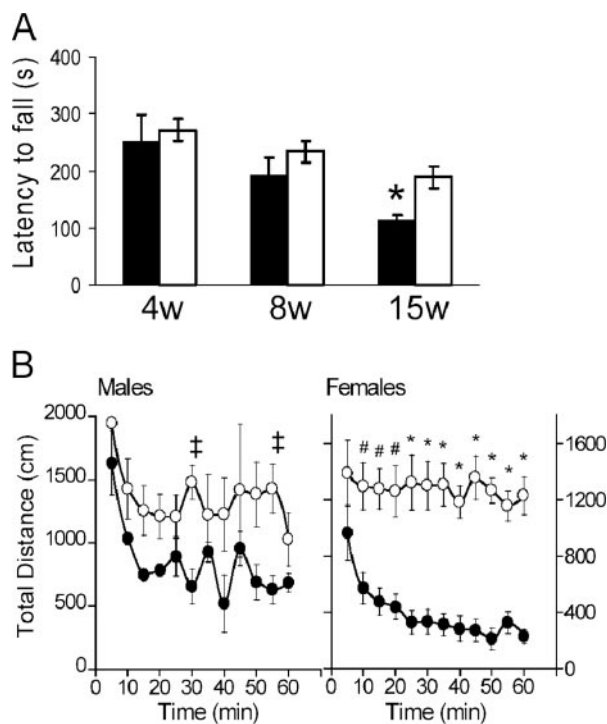 A
Latency to fall (s)
400
300
200
100
0
*
4w
8w
15w
B
Males
Females
Total Distance (cm)
2000
1500
1000
500
0
‡
‡
# # # * * * * * * * *
1600
1200
800
400
0
0 10 20 30 40 50 60
0 10 20 30 40 50 60
Time (min)
Time (min)